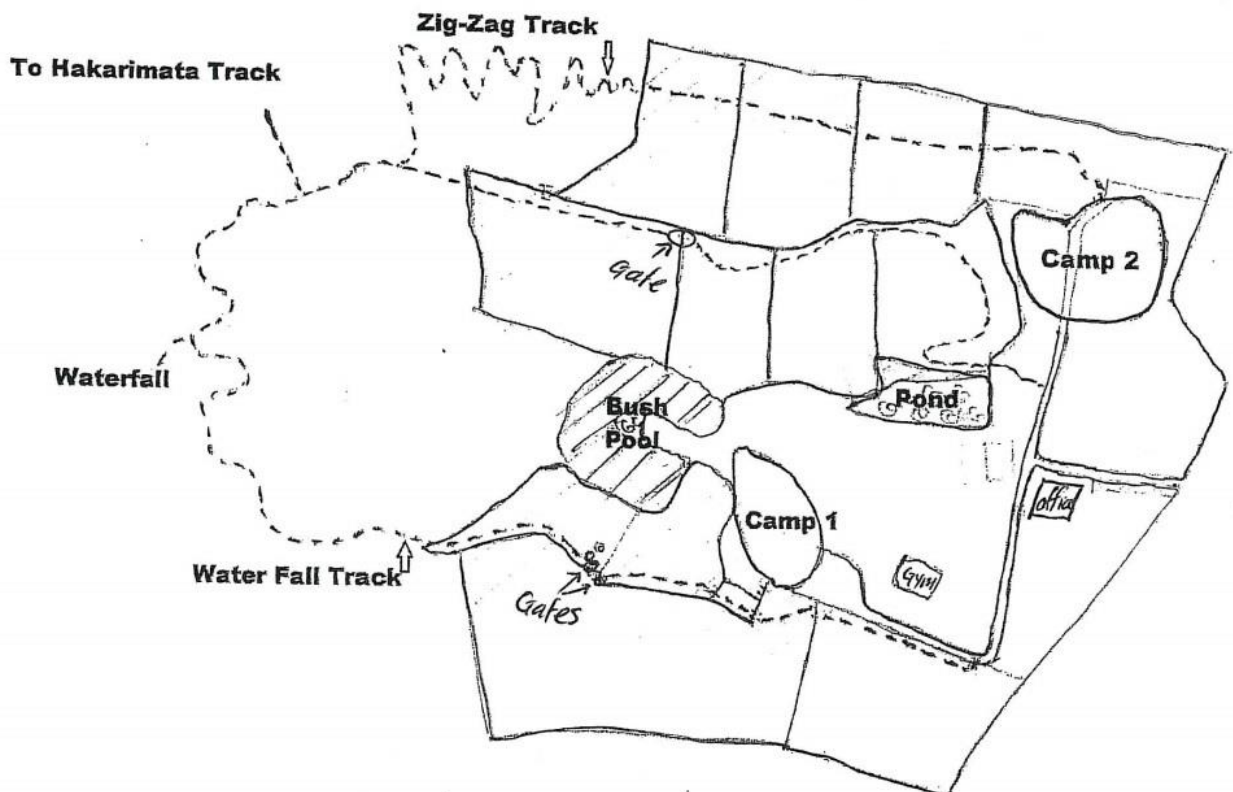 Zig-Zag Track
To Hakarimata Track
Camp 2
Gate
Waterfall
Bush
Pool
Pond
Camp 1
office
Water Fall Track
Gates
Gym